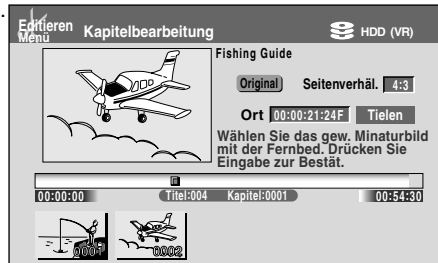 .
Editieren
Menü
Kapitelbearbeitung
HDD (VR)
Fishing Guide
Original Seitenverhäl. 4:3
Ort 00:00:21:24F Tielen
Wählen Sie das gew. Minaturbild
mit der Fernbed. Drücken Sie
Eingabe zur Bestät.
00:00:00 Titel:004 Kapitel:0001 00:54:30
0001 0002